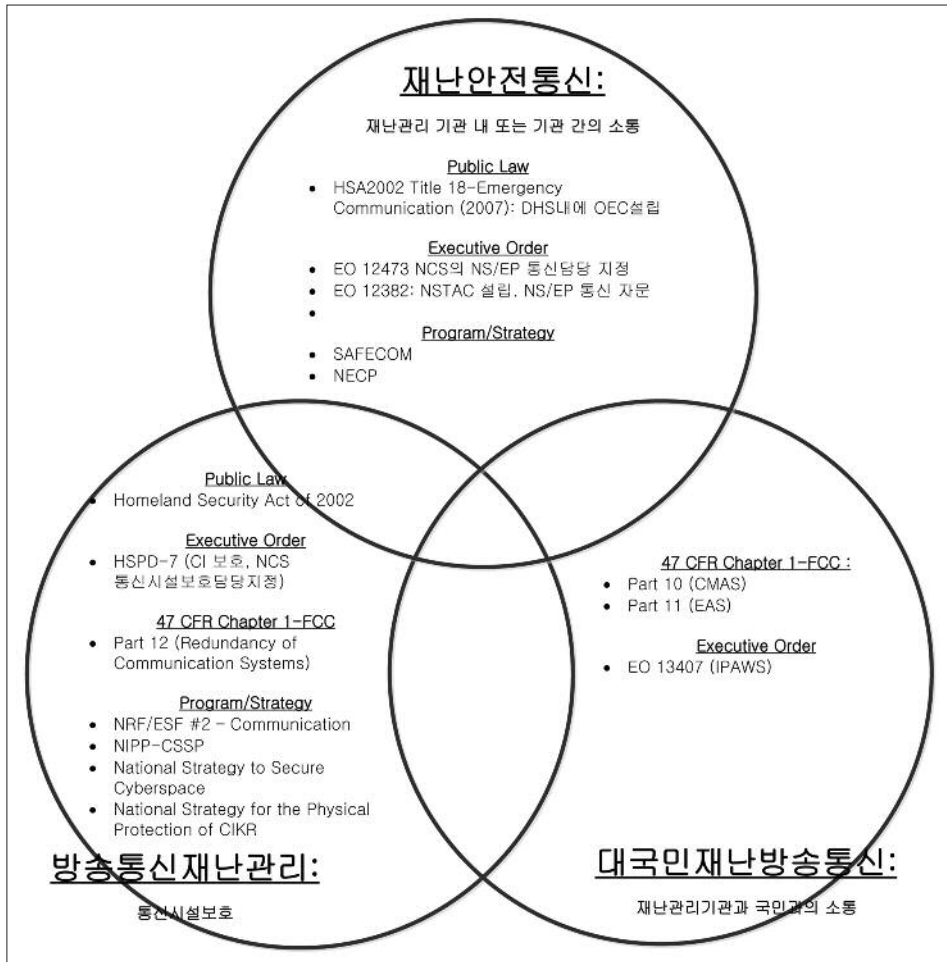 재난안전통신:
재난관리 기관 내 또는 기관 간의 소통
Public Law
• HSA2002 Title 18-Emergency
Communication (2007): DHS내에 OEC설립
Executive Order
• EO 12473 NCS의 NS/EP 통신담당 지정
• EO 12382: NSTAC 설립, NS/EP 통신 자문
•
Program/Strategy
• SAFECOM
• NECP
Public Law
• Homeland Security Act of 2002
Executive Order
• HSPD-7 (CI 보호, NCS
통신시설보호담당지정)
47 CFR Chapter 1-FCC
• Part 12 (Redundancy of
Communication Systems)
Program/Strategy
• NRF/ESF #2 - Communication
• NIPP-CSSP
• National Strategy to Secure
Cyberspace
• National Strategy for the Physical
Protection of CIKR
방송통신재난관리:
통신시설보호
47 CFR Chapter 1-FCC :
• Part 10 (CMAS)
• Part 11 (EAS)
Executive Order
• EO 13407 (IPAWS)
대국민재난방송통신:
재난관리기관과 국민과의 소통